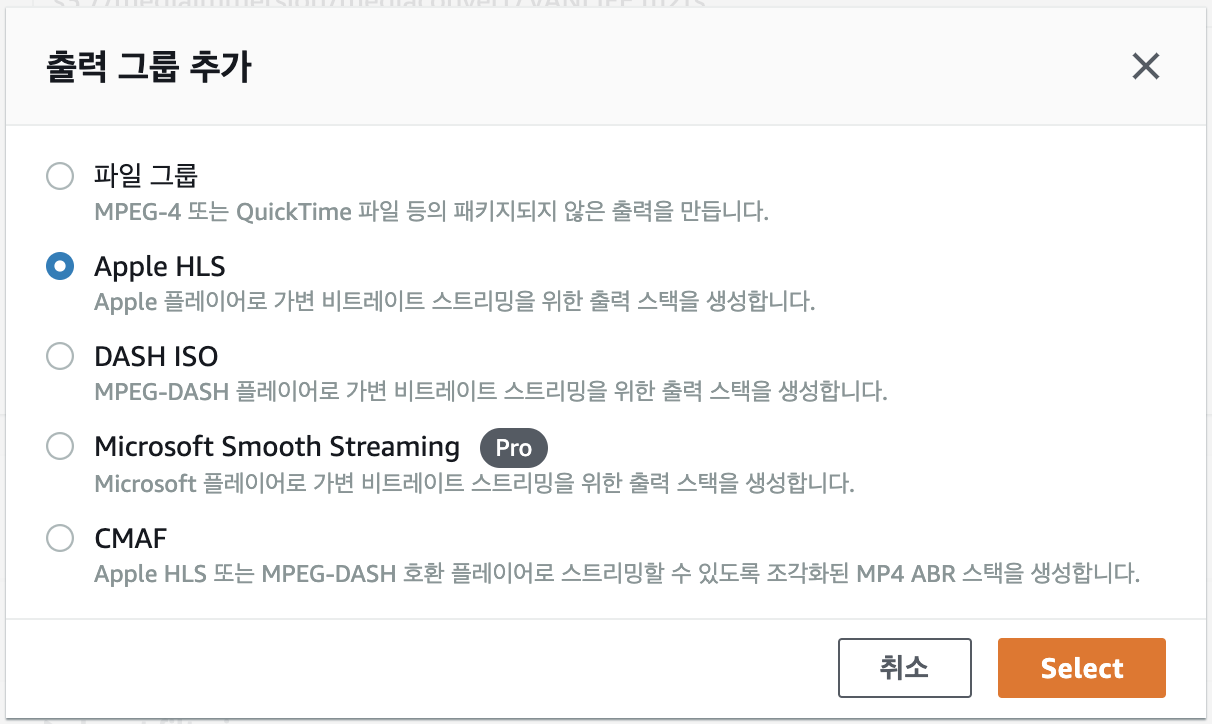 출력 그룹 추가
파일 그룹
MPEG-4 또는 QuickTime 파일 등의 패키지되지 않은 출력을 만듭니다.
Apple HLS
Apple 플레이어로 가변 비트레이트 스트리밍을 위한 출력 스택을 생성합니다.
DASH ISO
MPEG-DASH 플레이어로 가변 비트레이트 스트리밍을 위한 출력 스택을 생성합니다.
Microsoft Smooth Streaming Pro
Microsoft 플레이어로 가변 비트레이트 스트리밍을 위한 출력 스택을 생성합니다.
CMAF
Apple HLS 또는 MPEG-DASH 호환 플레이어로 스트리밍할 수 있도록 조각화된 MP4 ABR 스택을 생성합니다.
취소 Select